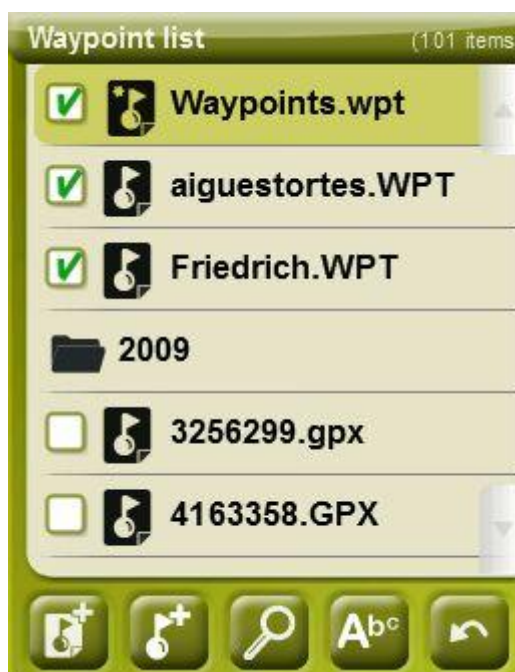 Waypoint list (101 items
Waypoints.wpt
aiguestortes.WPT
Friedrich.WPT
2009
3256299.gpx
4163358.GPX
Abc